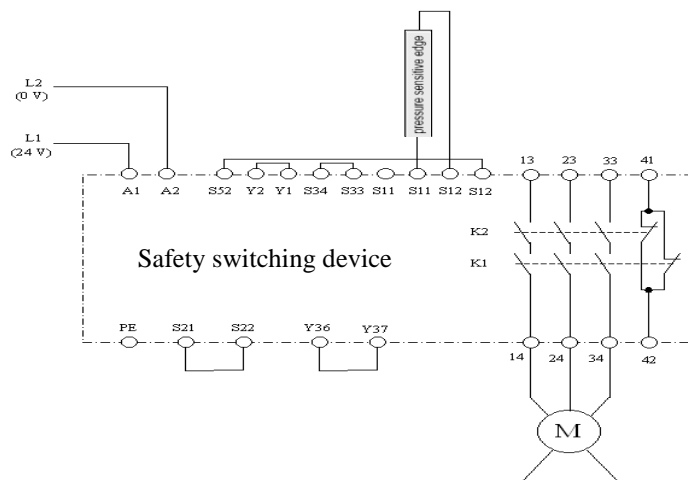 L2
(0 V)
L1
(24 V)
pressure sensitive edge
13 23 33 41
A1 A2 S52 Y2 Y1 S34 S33 S11 S11 S12 S12
K2
Safety switching device
K1
PE S21 S22 Y36 Y37
14 24 34 42
M